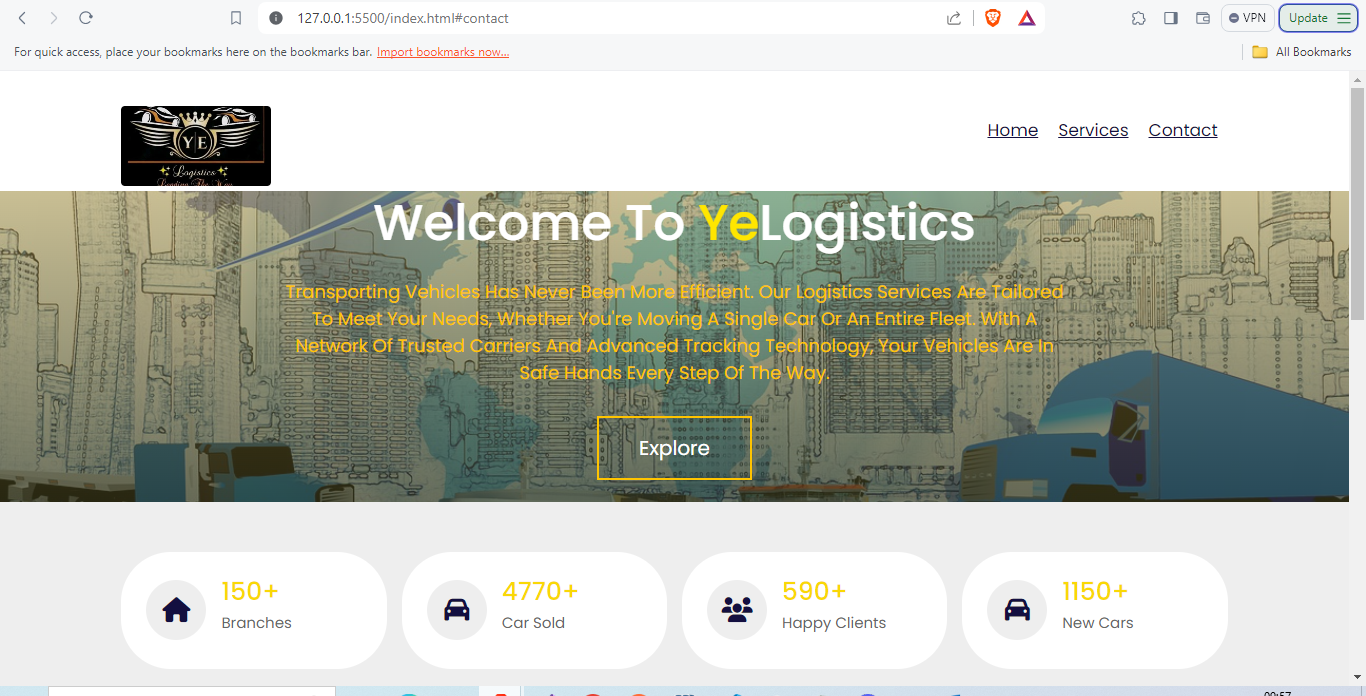 127.0.0.1:5500/index.html#contact
VPN
Update
For quick access, place your bookmarks here on the bookmarks bar. Import bookmarks now...
All Bookmarks
Home Services Contact
Y E
Logistics
Leading The Way
Welcome To YeLogistics
Transporting Vehicles Has Never Been More Efficient. Our Logistics Services Are Tailored
To Meet Your Needs, Whether You're Moving A Single Car Or An Entire Fleet. With A
Network Of Trusted Carriers And Advanced Tracking Technology, Your Vehicles Are In
Safe Hands Every Step Of The Way.
Explore
150+
Branches
4770+
Car Sold
590+
Happy Clients
1150+
New Cars